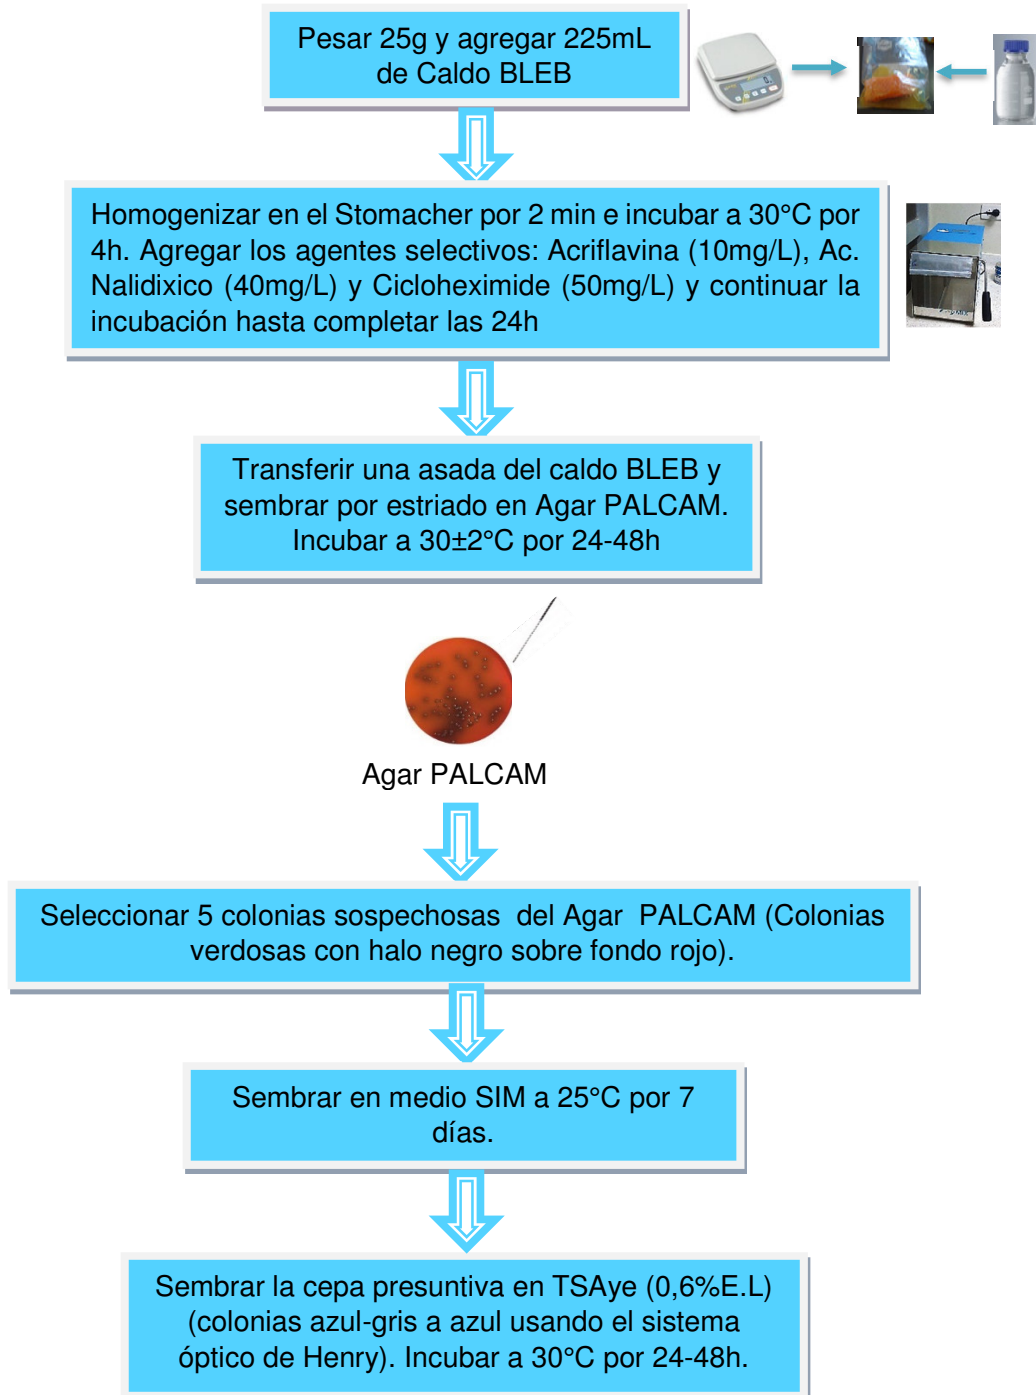 Pesar 25g y agregar 225mL
de Caldo BLEB
Homogenizar en el Stomacher por 2 min e incubar a 30°C por
4h. Agregar los agentes selectivos: Acriflavina (10mg/L), Ac.
Nalidixico (40mg/L) y Cicloheximide (50mg/L) y continuar la
incubación hasta completar las 24h
Transferir una asada del caldo BLEB y
sembrar por estriado en Agar PALCAM.
Incubar a 30±2°C por 24-48h
Agar PALCAM
Seleccionar 5 colonias sospechosas del Agar PALCAM (Colonias
verdosas con halo negro sobre fondo rojo).
Sembrar en medio SIM a 25°C por 7
días.
Sembrar la cepa presuntiva en TSAye (0,6%E.L)
(colonias azul-gris a azul usando el sistema
óptico de Henry). Incubar a 30°C por 24-48h.